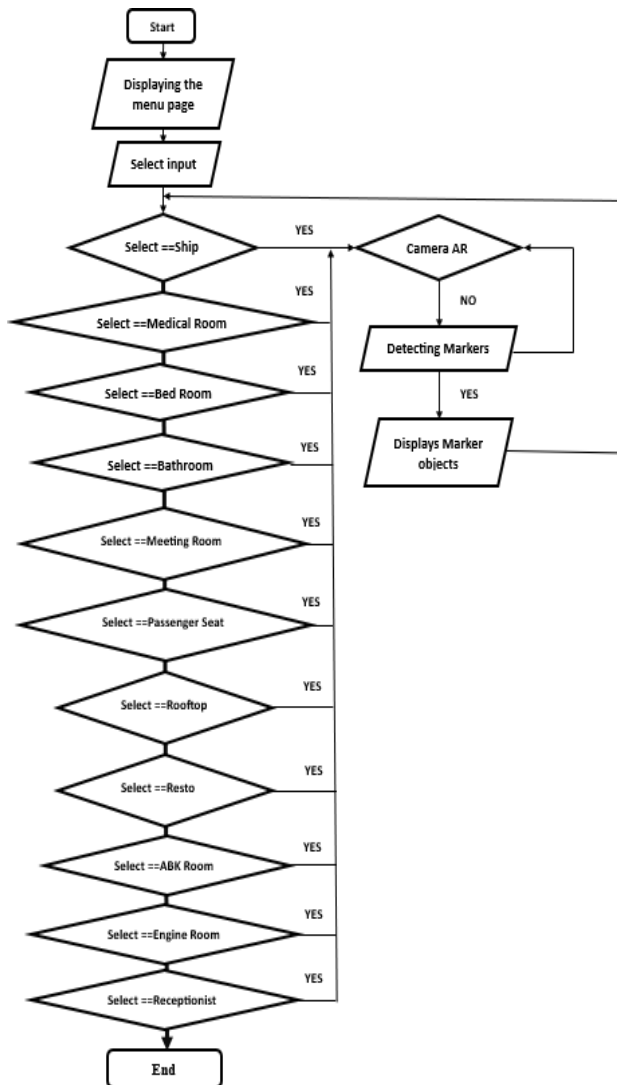 Start
Displaying the
menu page
Select input
Select ==Ship
YES
Camera AR
NO
Detecting Markers
YES
Displays Marker
objects
YES
Select ==Medical Room
YES
Select ==Bed Room
YES
Select ==Bathroom
YES
Select ==Meeting Room
YES
Select ==Passenger Seat
YES
Select ==Rooftop
YES
Select ==Resto
YES
Select ==ABK Room
YES
Select ==Engine Room
YES
Select ==Receptionist
End